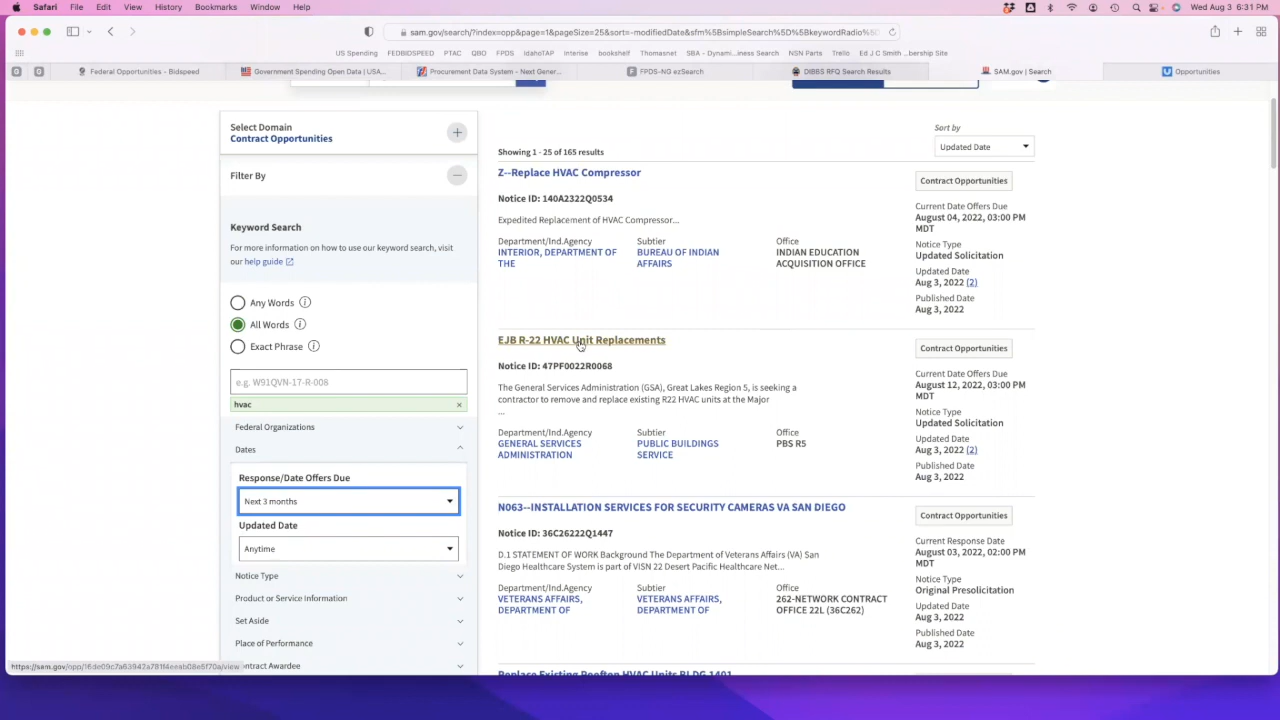 Safari File Edit View History Bookmarks Window Help
Wed Aug 3 6:31 PM
sam.gov/search/?index=opp&page=1&pageSize=25&sort=-modifiedDate&sfm%5BsimpleSearch%5D%5BkeywordRadio%5
US Spending FEDBIDSPEED PTAC QBO FPDS IdahoTAP interise bookshelf Thomasnet SBA - Dynami...iness Search NSN Parts Trello Ed J C Smith ...bership Site
Federal Opportunities - Bidspeed
Government Spending Open Data | USA...
Procurement Data System - Next Gener...
FPDS-NG ezSearch
DIBBS RFQ Search Results
SAM.gov | Search
Opportunities
Select Domain
Contract Opportunities
Filter By
Keyword Search
For more information on how to use our keyword search, visit
our help guide
Any Words
All Words
Exact Phrase
e.g. W91QVN-17-R-008
hvac
Federal Organizations
Dates
Response/Date Offers Due
Next 3 months
Updated Date
Anytime
Notice Type
Product or Service Information
Set Aside
Place of Performance
ontract Awardee
Sort by
Updated Date
Showing 1 - 25 of 165 results
Z--Replace HVAC Compressor
Notice ID: 140A2322Q0534
Expedited Replacement of HVAC Compressor...
Department/Ind.Agency
INTERIOR, DEPARTMENT OF
THE
Subtier
BUREAU OF INDIAN
AFFAIRS
Office
INDIAN EDUCATION
ACQUISITION OFFICE
Contract Opportunities
Current Date Offers Due
August 04, 2022, 03:00 PM
MDT
Notice Type
Updated Solicitation
Updated Date
Aug 3, 2022 (2)
Published Date
Aug 3, 2022
EJB R-22 HVAC Unit Replacements
Notice ID: 47PF0022R0068
The General Services Administration (GSA), Great Lakes Region 5, is seeking a
contractor to remove and replace existing R22 HVAC units at the Major
...
Department/Ind.Agency
GENERAL SERVICES
ADMINISTRATION
Subtier
PUBLIC BUILDINGS
SERVICE
Office
PBS R5
Contract Opportunities
Current Date Offers Due
August 12, 2022, 03:00 PM
MDT
Notice Type
Updated Solicitation
Updated Date
Aug 3, 2022 (2)
Published Date
Aug 3, 2022
N063--INSTALLATION SERVICES FOR SECURITY CAMERAS VA SAN DIEGO
Notice ID: 36C26222Q1447
D.1 STATEMENT OF WORK Background The Department of Veterans Affairs (VA) San
Diego Healthcare System is part of VISN 22 Desert Pacific Healthcare Net...
Department/Ind.Agency
VETERANS AFFAIRS,
DEPARTMENT OF
Subtier
VETERANS AFFAIRS,
DEPARTMENT OF
Office
262-NETWORK CONTRACT
OFFICE 22L (36C262)
Contract Opportunities
Current Response Date
August 03, 2022, 02:00 PM
MDT
Notice Type
Original Presolicitation
Updated Date
Aug 3, 2022
Published Date
Aug 3, 2022
Replace Existing Rooftop HVAC Units BLDG 1401